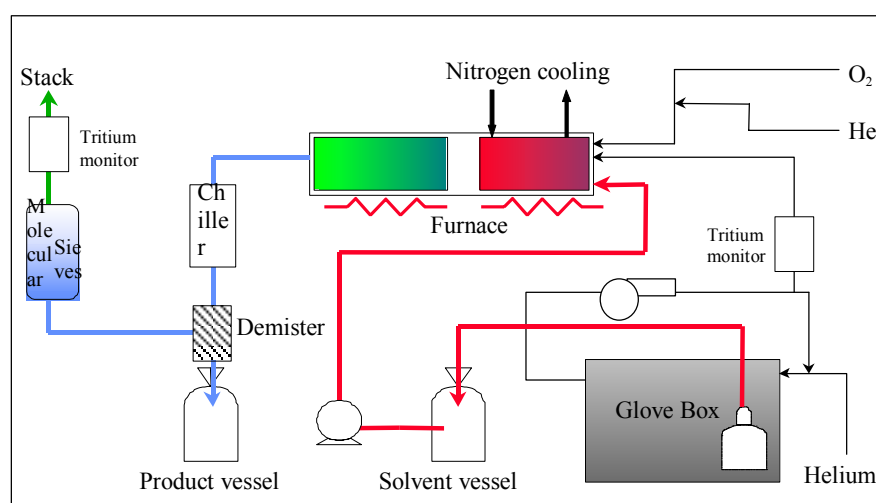 Nitrogen cooling
O2
He
Stack
Tritium
monitor
Ch
ille
r
M
ole
cul
ar
Sie
ves
Furnace
Tritium
monitor
Demister
Glove Box
Product vessel
Solvent vessel
Helium